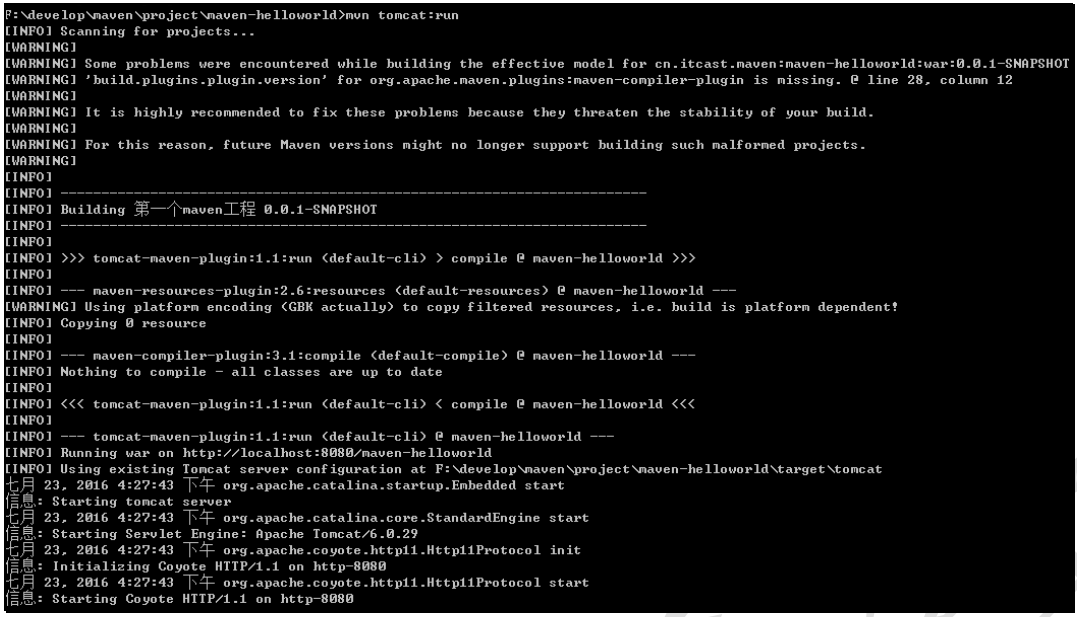 F:\develop\maven\project\maven-helloworld>mvn tomcat:run
[INFO] Scanning for projects...
[WARNING]
[WARNING] Some problems were encountered while building the effective model for cn.itcast.maven:maven-helloworld:war:0.0.1-SNAPSHOT
[WARNING] 'build.plugins.plugin.version' for org.apache.maven.plugins:maven-compiler-plugin is missing. @ line 28, column 12
[WARNING]
[WARNING] It is highly recommended to fix these problems because they threaten the stability of your build.
[WARNING]
[WARNING] For this reason, future Maven versions might no longer support building such malformed projects.
[WARNING]
[INFO]
[INFO] ------------------------------------------------------------------------
[INFO] Building 第一个maven工程 0.0.1-SNAPSHOT
[INFO] ------------------------------------------------------------------------
[INFO]
[INFO] >>> tomcat-maven-plugin:1.1:run (default-cli) > compile @ maven-helloworld >>>
[INFO]
[INFO] --- maven-resources-plugin:2.6:resources (default-resources) @ maven-helloworld ---
[WARNING] Using platform encoding (GBK actually) to copy filtered resources, i.e. build is platform dependent!
[INFO] Copying 0 resource
[INFO]
[INFO] --- maven-compiler-plugin:3.1:compile (default-compile) @ maven-helloworld ---
[INFO] Nothing to compile - all classes are up to date
[INFO]
[INFO] <<< tomcat-maven-plugin:1.1:run (default-cli) < compile @ maven-helloworld <<<
[INFO]
[INFO] --- tomcat-maven-plugin:1.1:run (default-cli) @ maven-helloworld ---
[INFO] Running war on http://localhost:8080/maven-helloworld
[INFO] Using existing Tomcat server configuration at F:\develop\maven\project\maven-helloworld\target\tomcat
七月 23, 2016 4:27:43 下午 org.apache.catalina.startup.Embedded start
信息: Starting tomcat server
七月 23, 2016 4:27:43 下午 org.apache.catalina.core.StandardEngine start
信息: Starting Servlet Engine: Apache Tomcat/6.0.29
七月 23, 2016 4:27:43 下午 org.apache.coyote.http11.Http11Protocol init
信息: Initializing Coyote HTTP/1.1 on http-8080
七月 23, 2016 4:27:43 下午 org.apache.coyote.http11.Http11Protocol start
信息: Starting Coyote HTTP/1.1 on http-8080